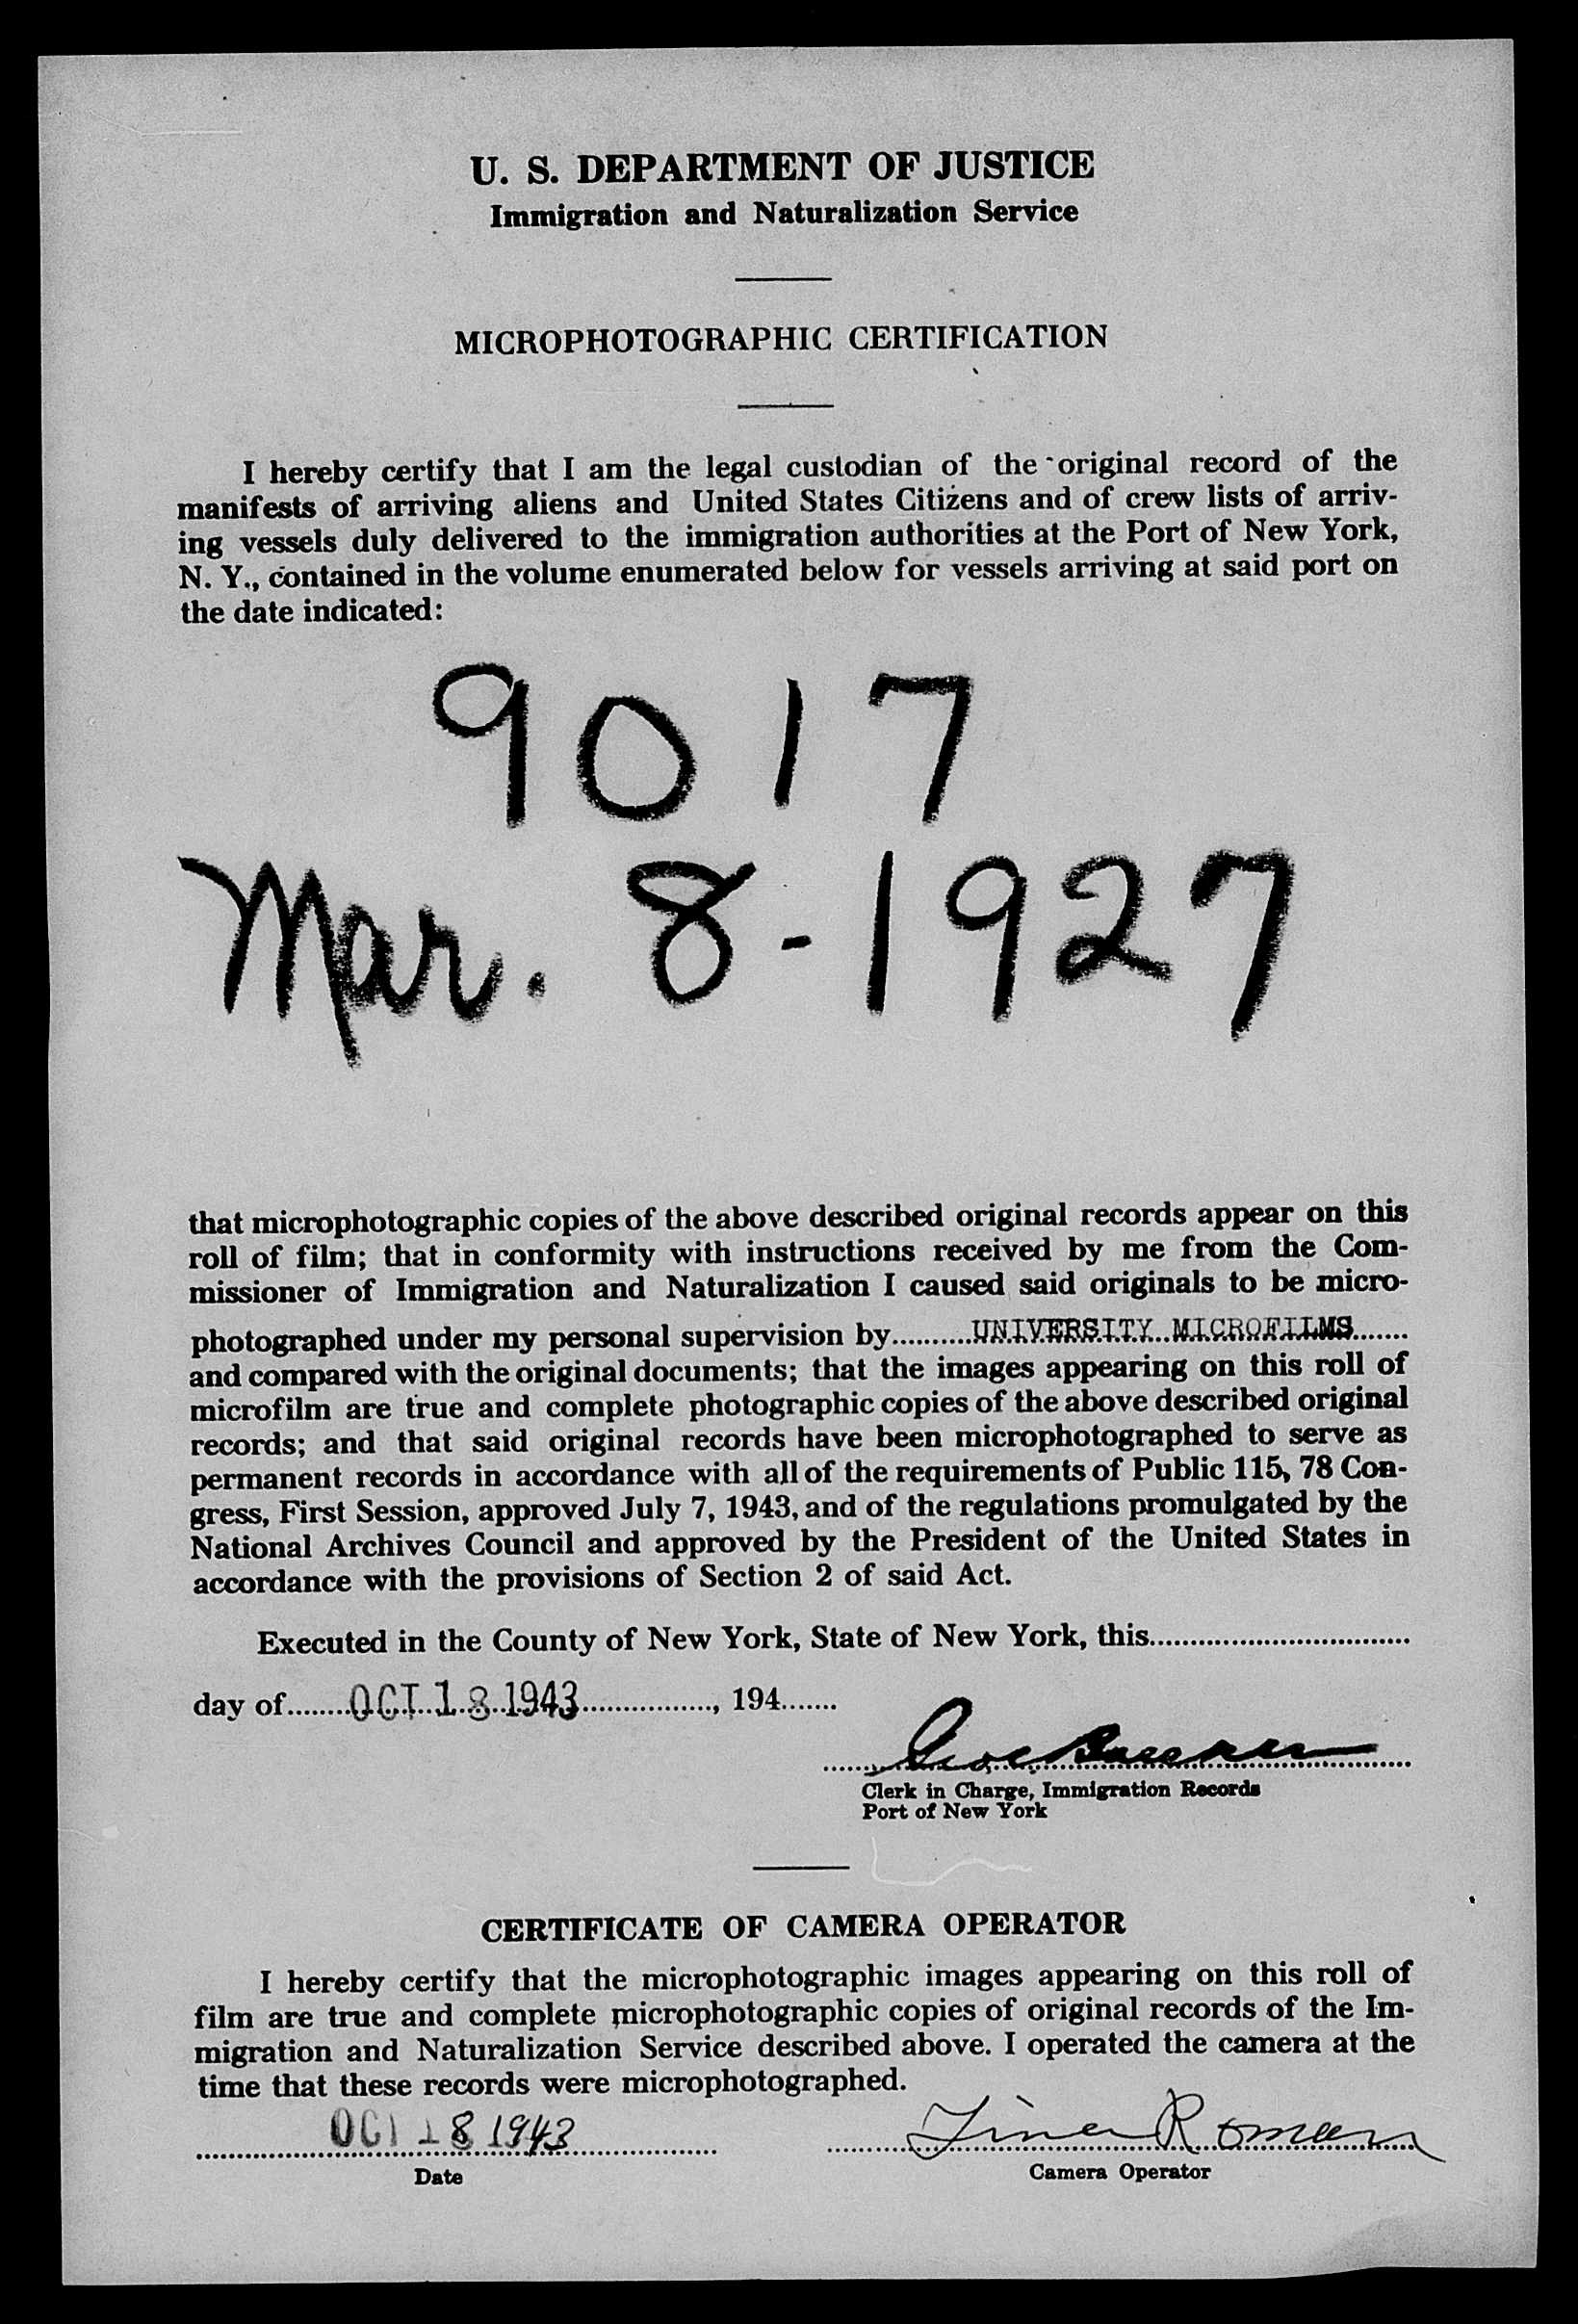 U. S. DEPARTMENT OF JUSTICE
Immigration and Naturalization Service
MICROPHOTOGRAPHIC CERTIFICATION
I hereby certify that I am the legal custodian of the original record of the
manifests of arriving aliens and United States Citizens and of crew lists of arriv-
ing vessels duly delivered to the immigration authorities at the Port of New York,
N. Y., contained in the volume enumerated below for vessels arriving at said port on
the date indicated:
9017
Mar. 8-1927
that microphotographic copies of the above described original records appear on this
roll of film; that in conformity with instructions received by me from the Com-
missioner of Immigration and Naturalization I caused said originals to be micro-
photographed under my personal supervision by UNIVERSITY MICROFILMS
and compared with the original documents; that the images appearing on this roll of
microfilm are true and complete photographic copies of the above described original
records; and that said original records have been microphotographed to serve as
permanent records in accordance with all of the requirements of Public 115, 78 Con-
gress, First Session, approved July 7, 1943, and of the regulations promulgated by the
National Archives Council and approved by the President of the United States in
accordance with the provisions of Section 2 of said Act.
Executed in the County of New York, State of New York, this
day of OCT 18 1943, 194
Clerk in Charge, Immigration Records
Port of New York
CERTIFICATE OF CAMERA OPERATOR
I hereby certify that the microphotographic images appearing on this roll of
film are true and complete microphotographic copies of original records of the Im-
migration and Naturalization Service described above. I operated the camera at the
time that these records were microphotographed.
OCT 18 1943 Roman
Date Camera Operator